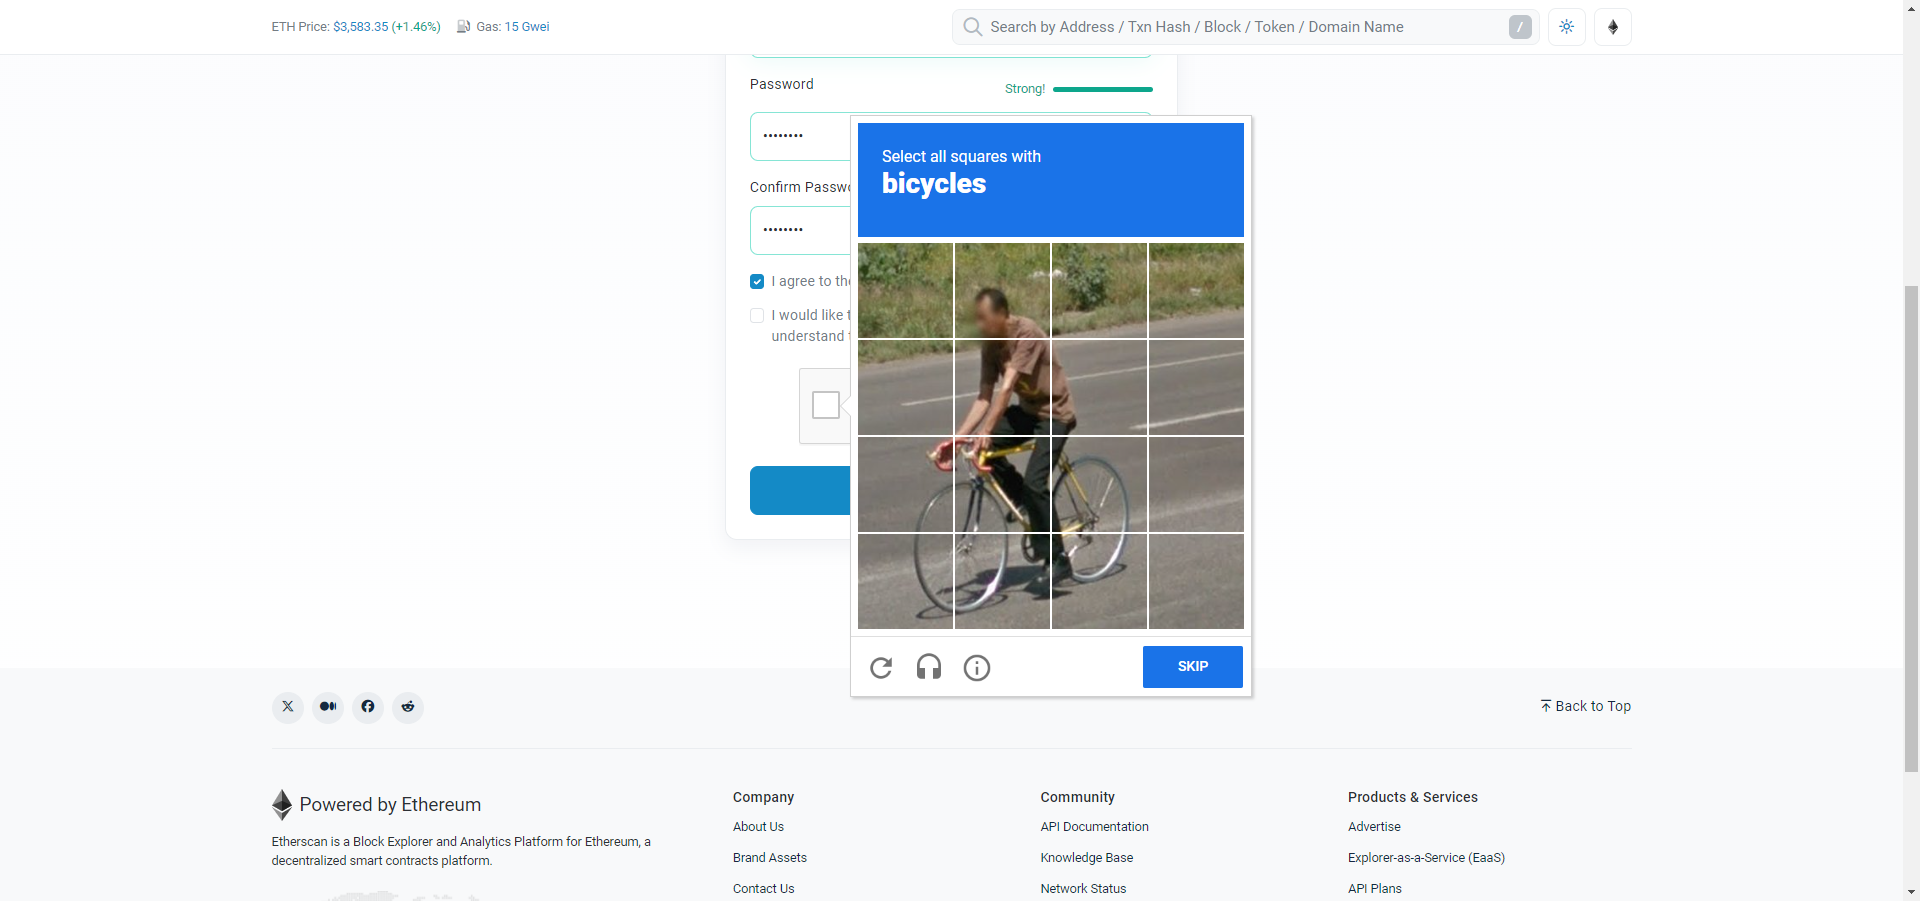 ETH Price: $3,583.35 (+1.46%) Gas: 15 Gwei
Search by Address / Txn Hash / Block / Token / Domain Name /
Password
Strong!
••••••••
Confirm Passwo
••••••••
I agree to the
I would like t
understand t
Select all squares with
bicycles
SKIP
Back to Top
Powered by Ethereum
Etherscan is a Block Explorer and Analytics Platform for Ethereum, a
decentralized smart contracts platform.
Company
About Us
Brand Assets
Contact Us
Community
API Documentation
Knowledge Base
Network Status
Products & Services
Advertise
Explorer-as-a-Service (EaaS)
API Plans